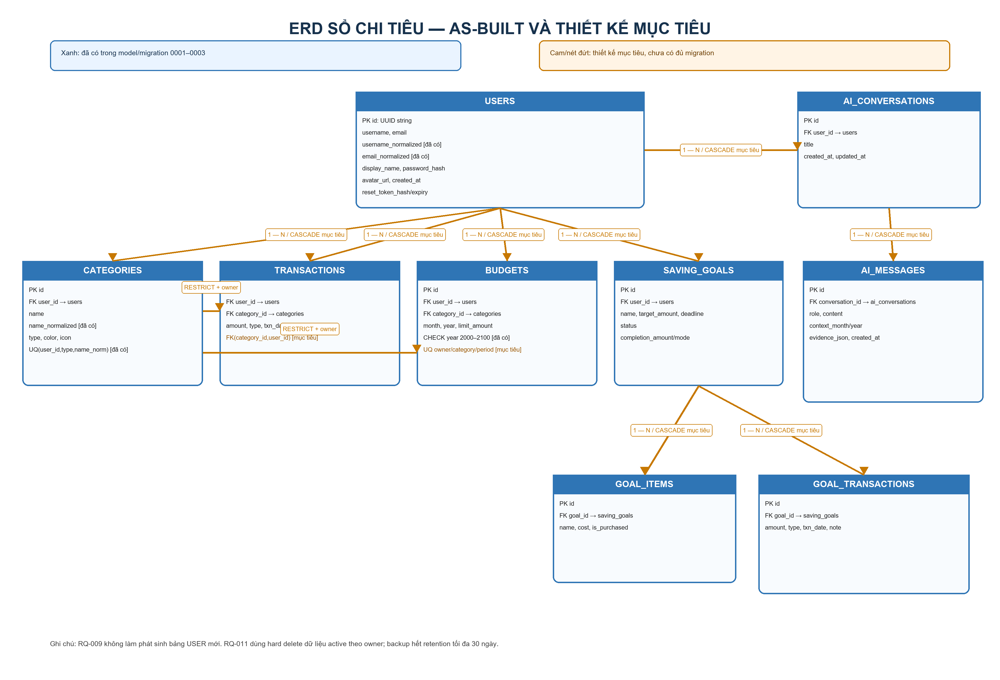 ERD SỔ CHI TIÊU — AS-BUILT VÀ THIẾT KẾ MỤC TIÊU
Xanh: đã có trong model/migration 0001–0003
Cam/nét đứt: thiết kế mục tiêu, chưa có đủ migration
USERS
PK id: UUID string
username, email
username_normalized [đã có]
email_normalized [đã có]
display_name, password_hash
avatar_url, created_at
reset_token_hash/expiry
1 — N / CASCADE mục tiêu
AI_CONVERSATIONS
PK id
FK user_id → users
title
created_at, updated_at
1 — N / CASCADE mục tiêu
1 — N / CASCADE mục tiêu
1 — N / CASCADE mục tiêu
1 — N / CASCADE mục tiêu
1 — N / CASCADE mục tiêu
CATEGORIES
PK id
FK user_id → users
name
name_normalized [đã có]
type, color, icon
UQ(user_id,type,name_norm) [đã có]
RESTRICT + owner
TRANSACTIONS
FK user_id → users
FK category_id → categories
amount, type, txn_da
RESTRICT + owner
FK(category_id,user_id) [mục tiêu]
BUDGETS
PK id
FK user_id → users
FK category_id → categories
month, year, limit_amount
CHECK year 2000–2100 [đã có]
UQ owner/category/period [mục tiêu]
SAVING_GOALS
PK id
FK user_id → users
name, target_amount, deadline
status
completion_amount/mode
AI_MESSAGES
PK id
FK conversation_id → ai_conversations
role, content
context_month/year
evidence_json, created_at
1 — N / CASCADE mục tiêu
1 — N / CASCADE mục tiêu
GOAL_ITEMS
PK id
FK goal_id → saving_goals
name, cost, is_purchased
GOAL_TRANSACTIONS
PK id
FK goal_id → saving_goals
amount, type, txn_date, note
Ghi chú: RQ-009 không làm phát sinh bảng USER mới. RQ-011 dùng hard delete dữ liệu active theo owner; backup hết retention tối đa 30 ngày.